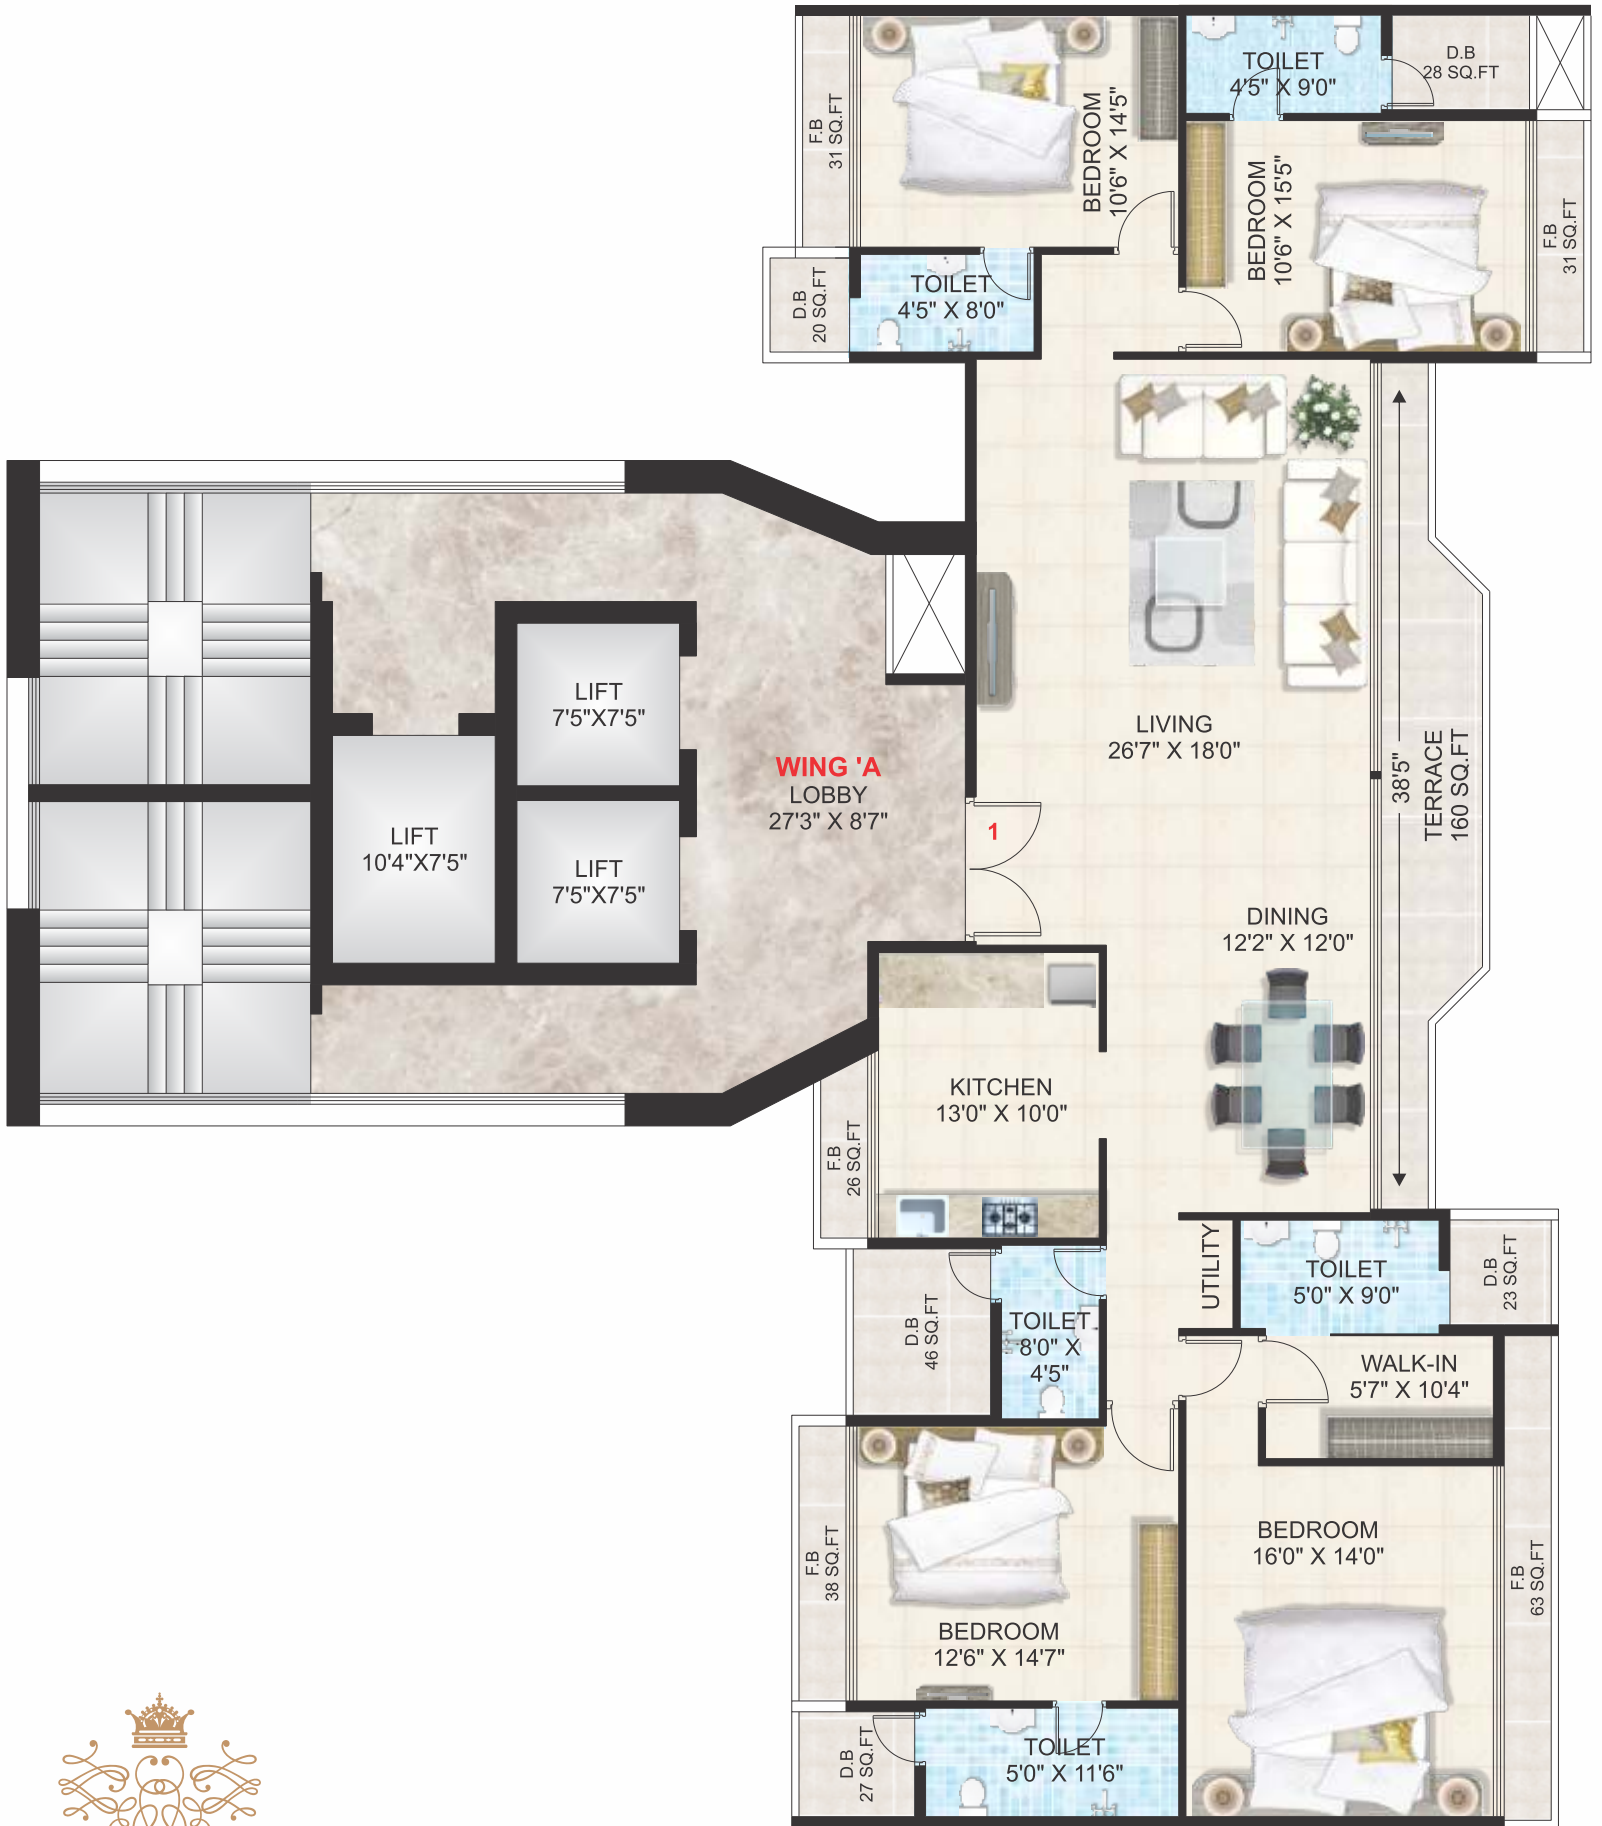 F.B
31 SQ.FT
BEDROOM
10'6" X 14'5"
TOILET
4'5" X 9'0"
D.B
28 SQ.FT
BEDROOM
10'6" X 15'5"
F.B
31 SQ.FT
D.B
20 SQ.FT
TOILET
4'5" X 8'0"
LIVING
26'7" X 18'0"
38'5"
TERRACE
160 SQ.FT
LIFT
7'5"X7'5"
WING 'A
LOBBY
27'3" X 8'7"
1
LIFT
10'4"X7'5"
LIFT
7'5"X7'5"
DINING
12'2" X 12'0"
KITCHEN
13'0" X 10'0"
F.B
26 SQ.FT
UTILITY
TOILET
5'0" X 9'0"
D.B
23 SQ.FT
D.B
46 SQ.FT
TOILET
8'0" X
4'5"
WALK-IN
5'7" X 10'4"
F.B
38 SQ.FT
BEDROOM
12'6" X 14'7"
BEDROOM
16'0" X 14'0"
F.B
63 SQ.FT
D.B
27 SQ.FT
TOILET
5'0" X 11'6"